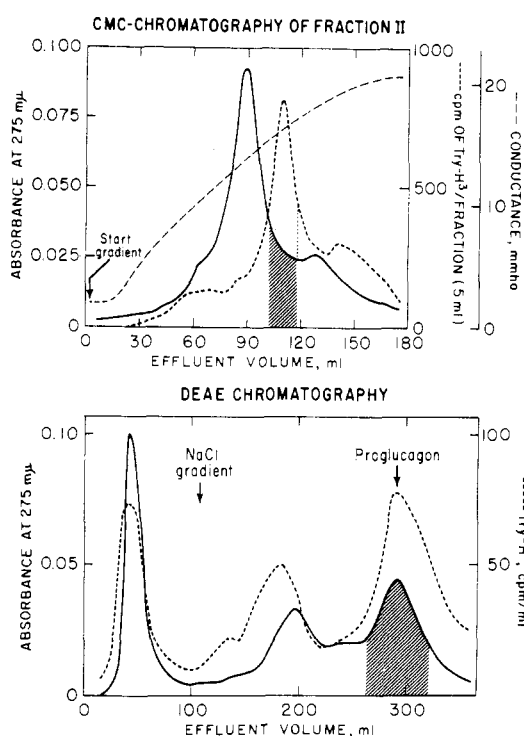 CMC-CHROMATOGRAPHY OF FRACTION II
0.100
0.075
0.050
0.025
0
ABSORBANCE AT 275 mμ
Start
gradient
0 30 60 90 120 150 180
EFFLUENT VOLUME, ml
1000
500
0
cpm OF Try-H³/
FRACTION (5 ml)
20
10
0
CONDUCTANCE, mmho
DEAE CHROMATOGRAPHY
0.10
0.05
0
ABSORBANCE AT 275 mμ
NaCl
gradient
Proglucagon
0 100 200 300
EFFLUENT VOLUME, ml
100
50
0
cpm/ml